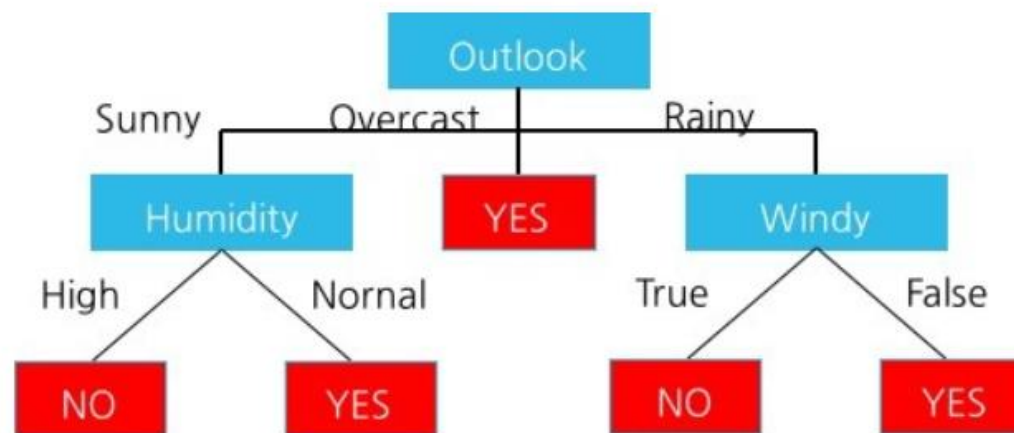 Outlook
Sunny Overcast Rainy
Humidity YES Windy
High Nornal True False
NO YES NO YES